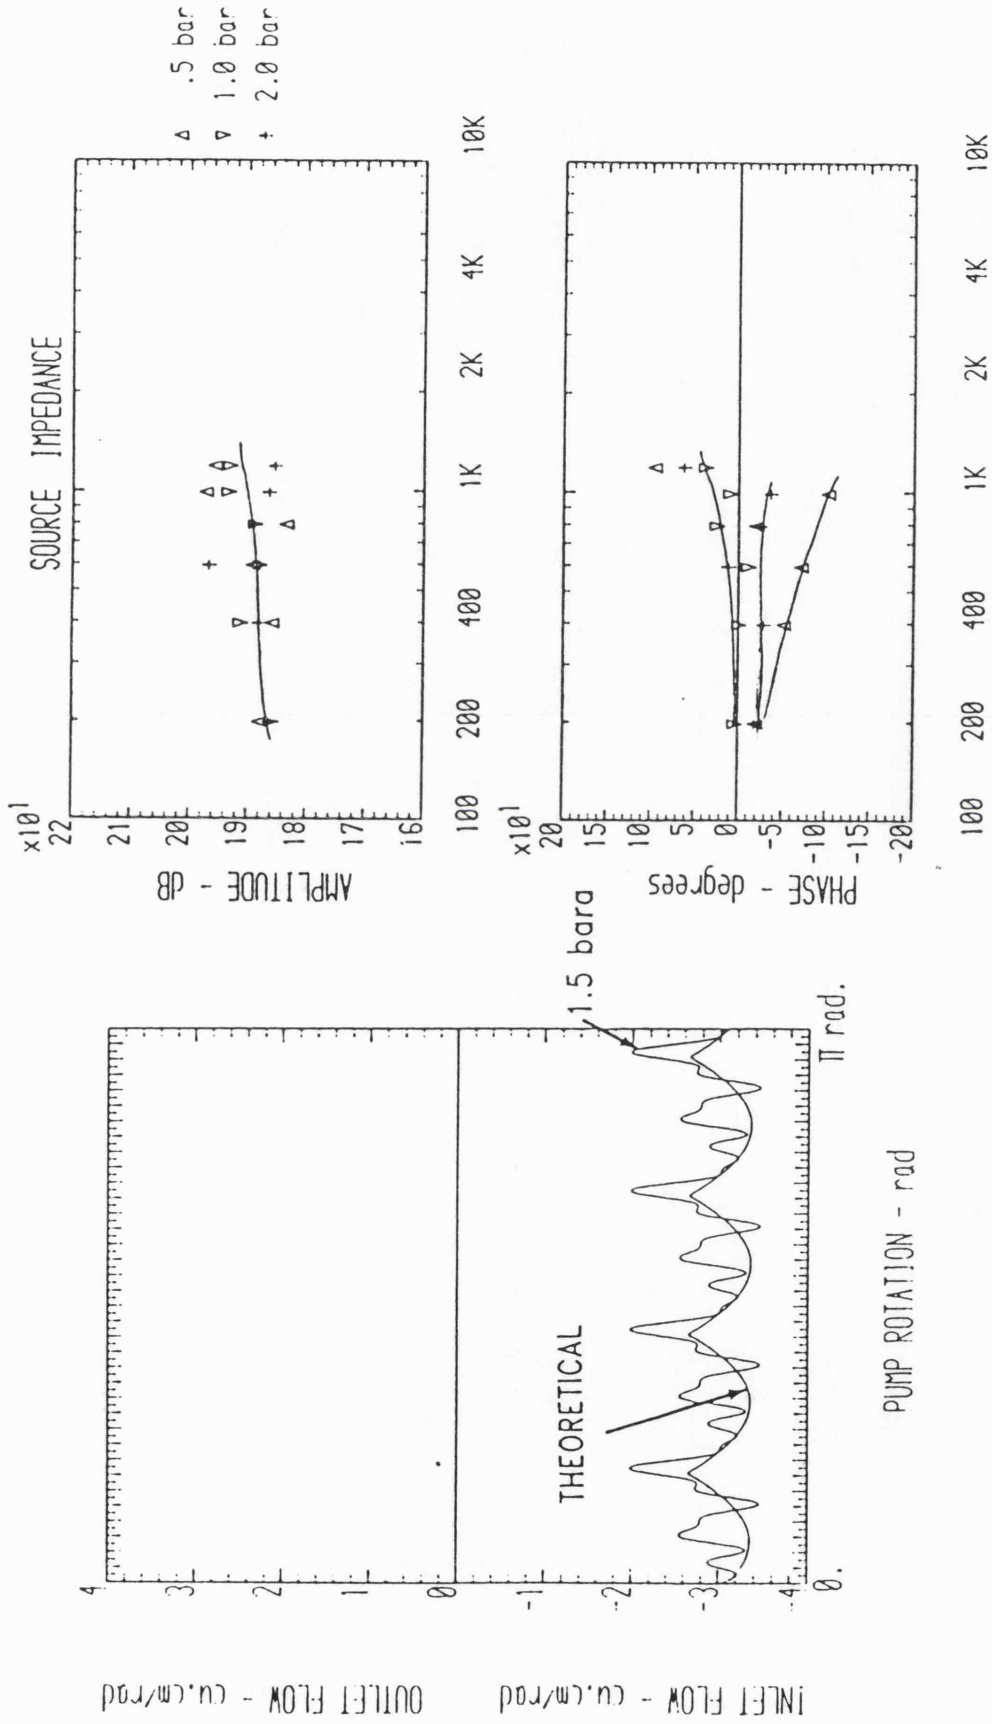 SOURCE IMPEDANCE
△ .5 bar
▽ 1.0 bar
+ 2.0 bar
x10¹
22
21
20
19
18
17
16
AMPLITUDE - dB
100
200
400
1K
2K
4K
10K
x10¹
20
15
10
5
0
-5
-10
-15
-20
PHASE - degrees
100
200
400
1K
2K
4K
10K
4
3
2
1
0
-1
-2
-3
-4
OUTLET FLOW - cu.cm/rad
INLET FLOW - cu.cm/rad
THEORETICAL
1.5 bara
0.
Π rad.
PUMP ROTATION - rad